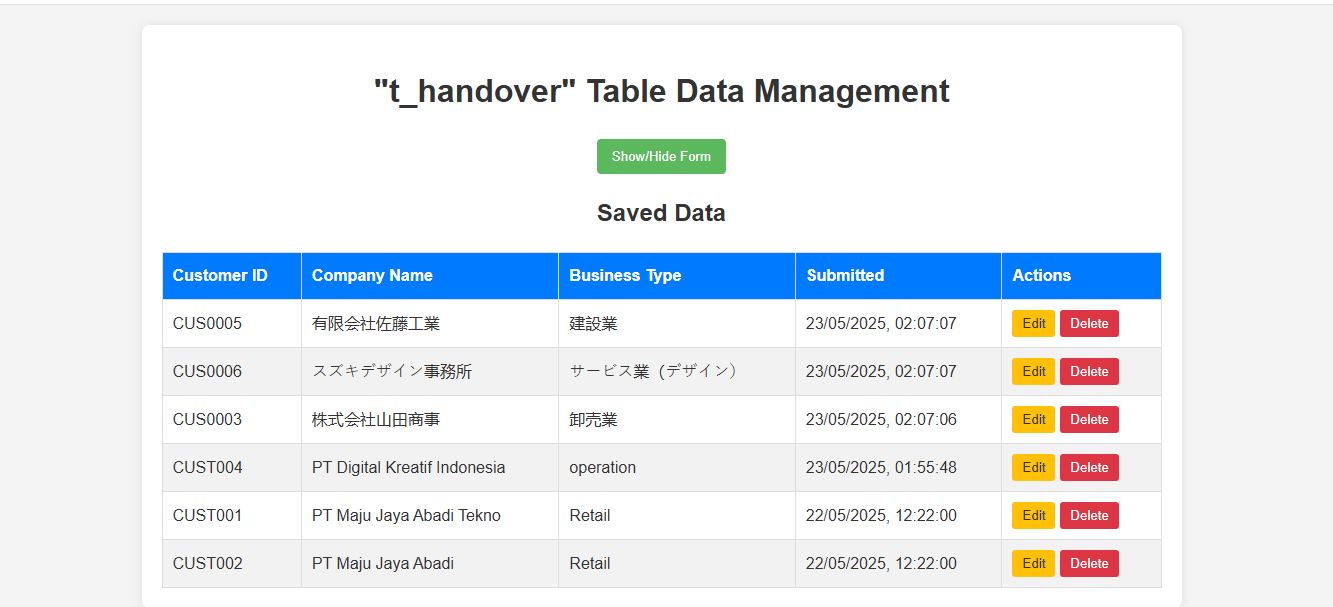 "t_handover" Table Data Management
Show/Hide Form
Saved Data
Customer ID Company Name Business Type Submitted Actions
CUS0005 有限会社佐藤工業 建設業 23/05/2025, 02:07:07 Edit Delete
CUS0006 スズキデザイン事務所 サービス業（デザイン） 23/05/2025, 02:07:07 Edit Delete
CUS0003 株式会社山田商事 卸売業 23/05/2025, 02:07:06 Edit Delete
CUST004 PT Digital Kreatif Indonesia operation 23/05/2025, 01:55:48 Edit Delete
CUST001 PT Maju Jaya Abadi Tekno Retail 22/05/2025, 12:22:00 Edit Delete
CUST002 PT Maju Jaya Abadi Retail 22/05/2025, 12:22:00 Edit Delete